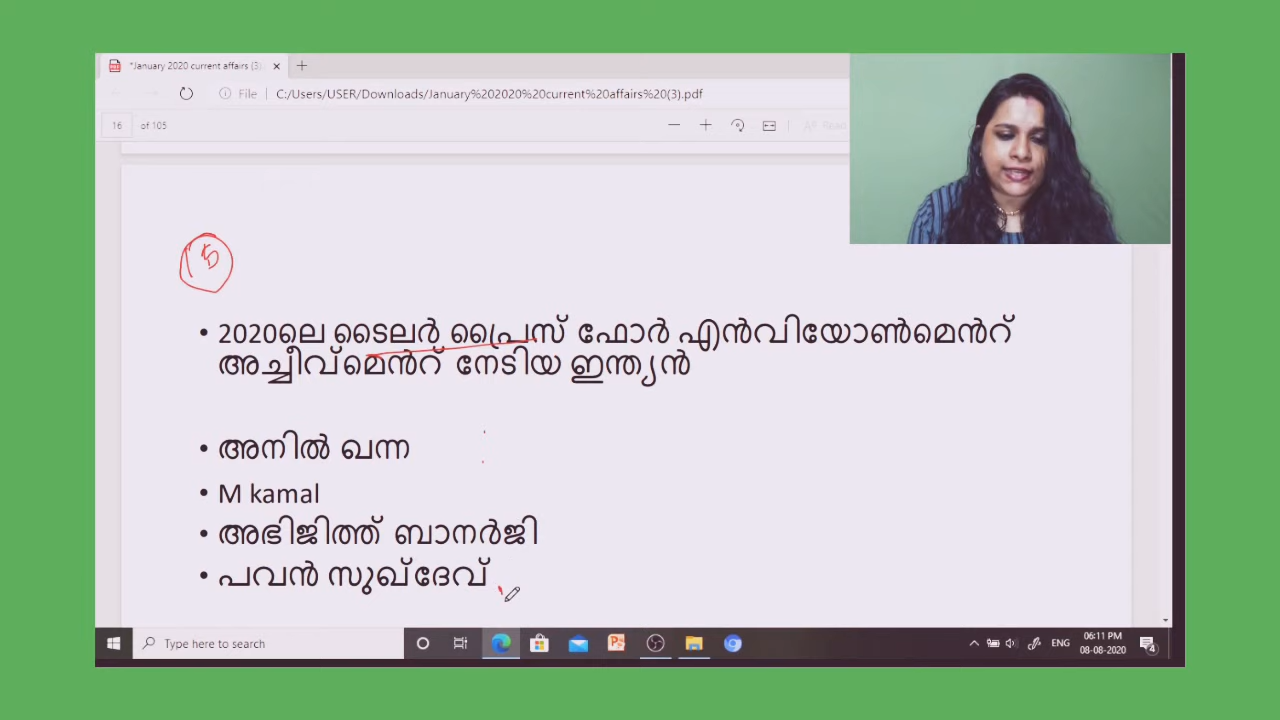 *January 2020 current affairs (3)
File
C:/Users/USER/Downloads/January%202020%20current%20affairs%20(3).pdf
16 of 105
15
• 2020ലെ ടൈലർ പ്രൈസ് ഫോർ എൻവിയോൺമെൻറ്
അച്ചീവ്മെൻറ് നേടിയ ഇന്ത്യൻ
• അനിൽ ഖന്ന
• M kamal
• അഭിജിത്ത് ബാനർജി
• പവൻ സുഖ്ദേവ്
Type here to search
ENG
06:11 PM
08-08-2020
4